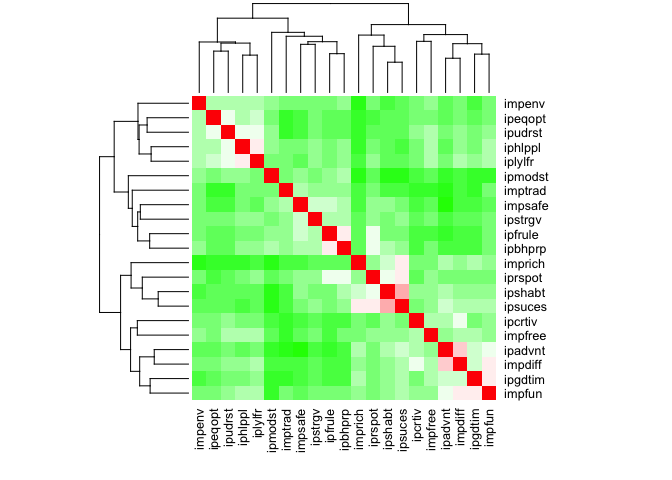 impenv
ipeqopt
ipudrst
iphlppl
iplylfr
ipmodst
imptrad
impsafe
ipstrgv
ipfrule
ipbhprp
imprich
iprspot
ipshabt
ipsuces
ipcrtiv
impfree
ipadvnt
impdiff
ipgdtim
impfun
impenv
ipeqopt
ipudrst
iphlppl
iplylfr
ipmodst
imptrad
impsafe
ipstrgv
ipfrule
ipbhprp
imprich
iprspot
ipshabt
ipsuces
ipcrtiv
impfree
ipadvnt
impdiff
ipgdtim
impfun